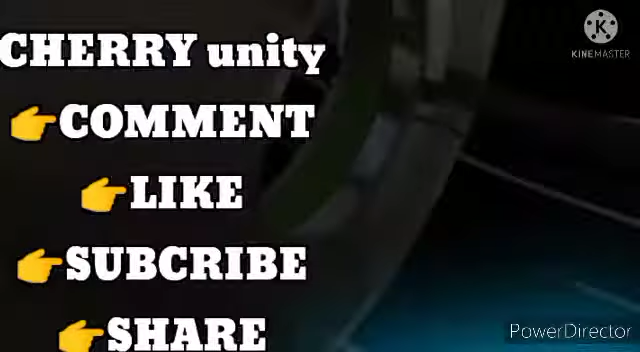 CHERRY unity
👉COMMENT
👉LIKE
👉SUBCRIBE
👉SHARE
KINEMASTER
PowerDirector